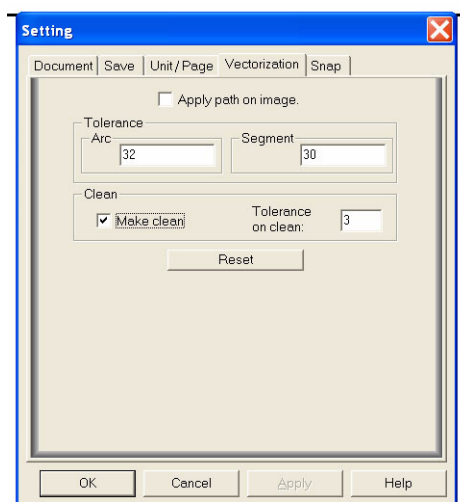 Setting
Document Save Unit/Page Vectorization Snap
Apply path on image.
Tolerance
Arc Segment
32 30
Clean
Make clean Tolerance on clean: 3
Reset
OK Cancel Apply Help